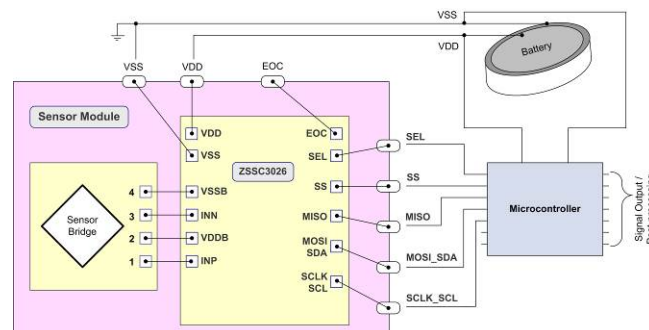 VSS
VDD
Battery
VSS
VDD
EOC
Sensor Module
ZSSC3026
VDD
VSS
VSSB
INN
VDDB
INP
EOC
SEL
SS
MISO
MOSI
SDA
SCLK
SCL
Sensor
Bridge
4
3
2
1
SEL
SS
MISO
MOSI_SDA
SCLK_SCL
Microcontroller
Signal Output /